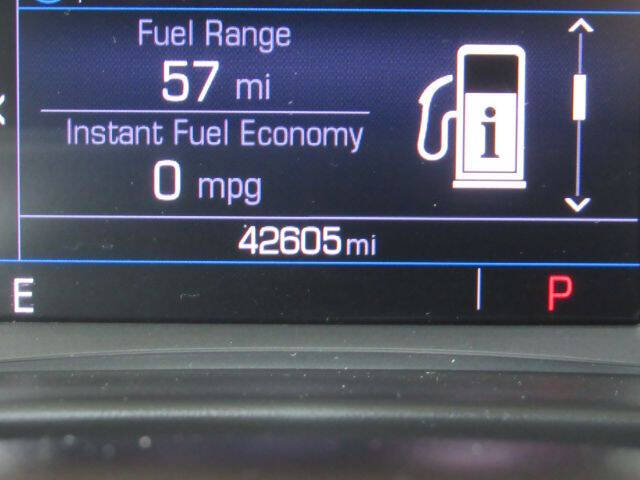 Fuel Range
57 mi
Instant Fuel Economy
0 mpg
i
42605 mi
E P